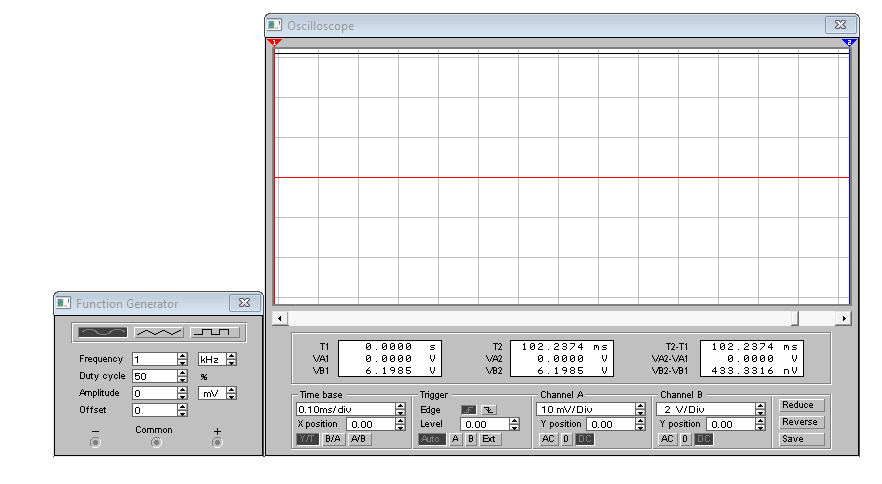 Oscilloscope
1 2
Function Generator
Frequency 1 kHz
Duty cycle 50 %
Amplitude 0 mV
Offset 0
− Common +
T1 0.0000 s T2 102.2374 ms T2-T1 102.2374 ms
VA1 0.0000 V VA2 0.0000 V VA2-VA1 0.0000 V
VB1 6.1985 V VB2 6.1985 V VB2-VB1 433.3316 nV
Time base Trigger Channel A Channel B
0.10ms/div Edge 10 mV/Div 2 V/Div Reduce
X position 0.00 Level 0.00 Y position 0.00 Y position 0.00 Reverse
Y/T B/A A/B Auto A B Ext AC 0 DC AC 0 DC Save